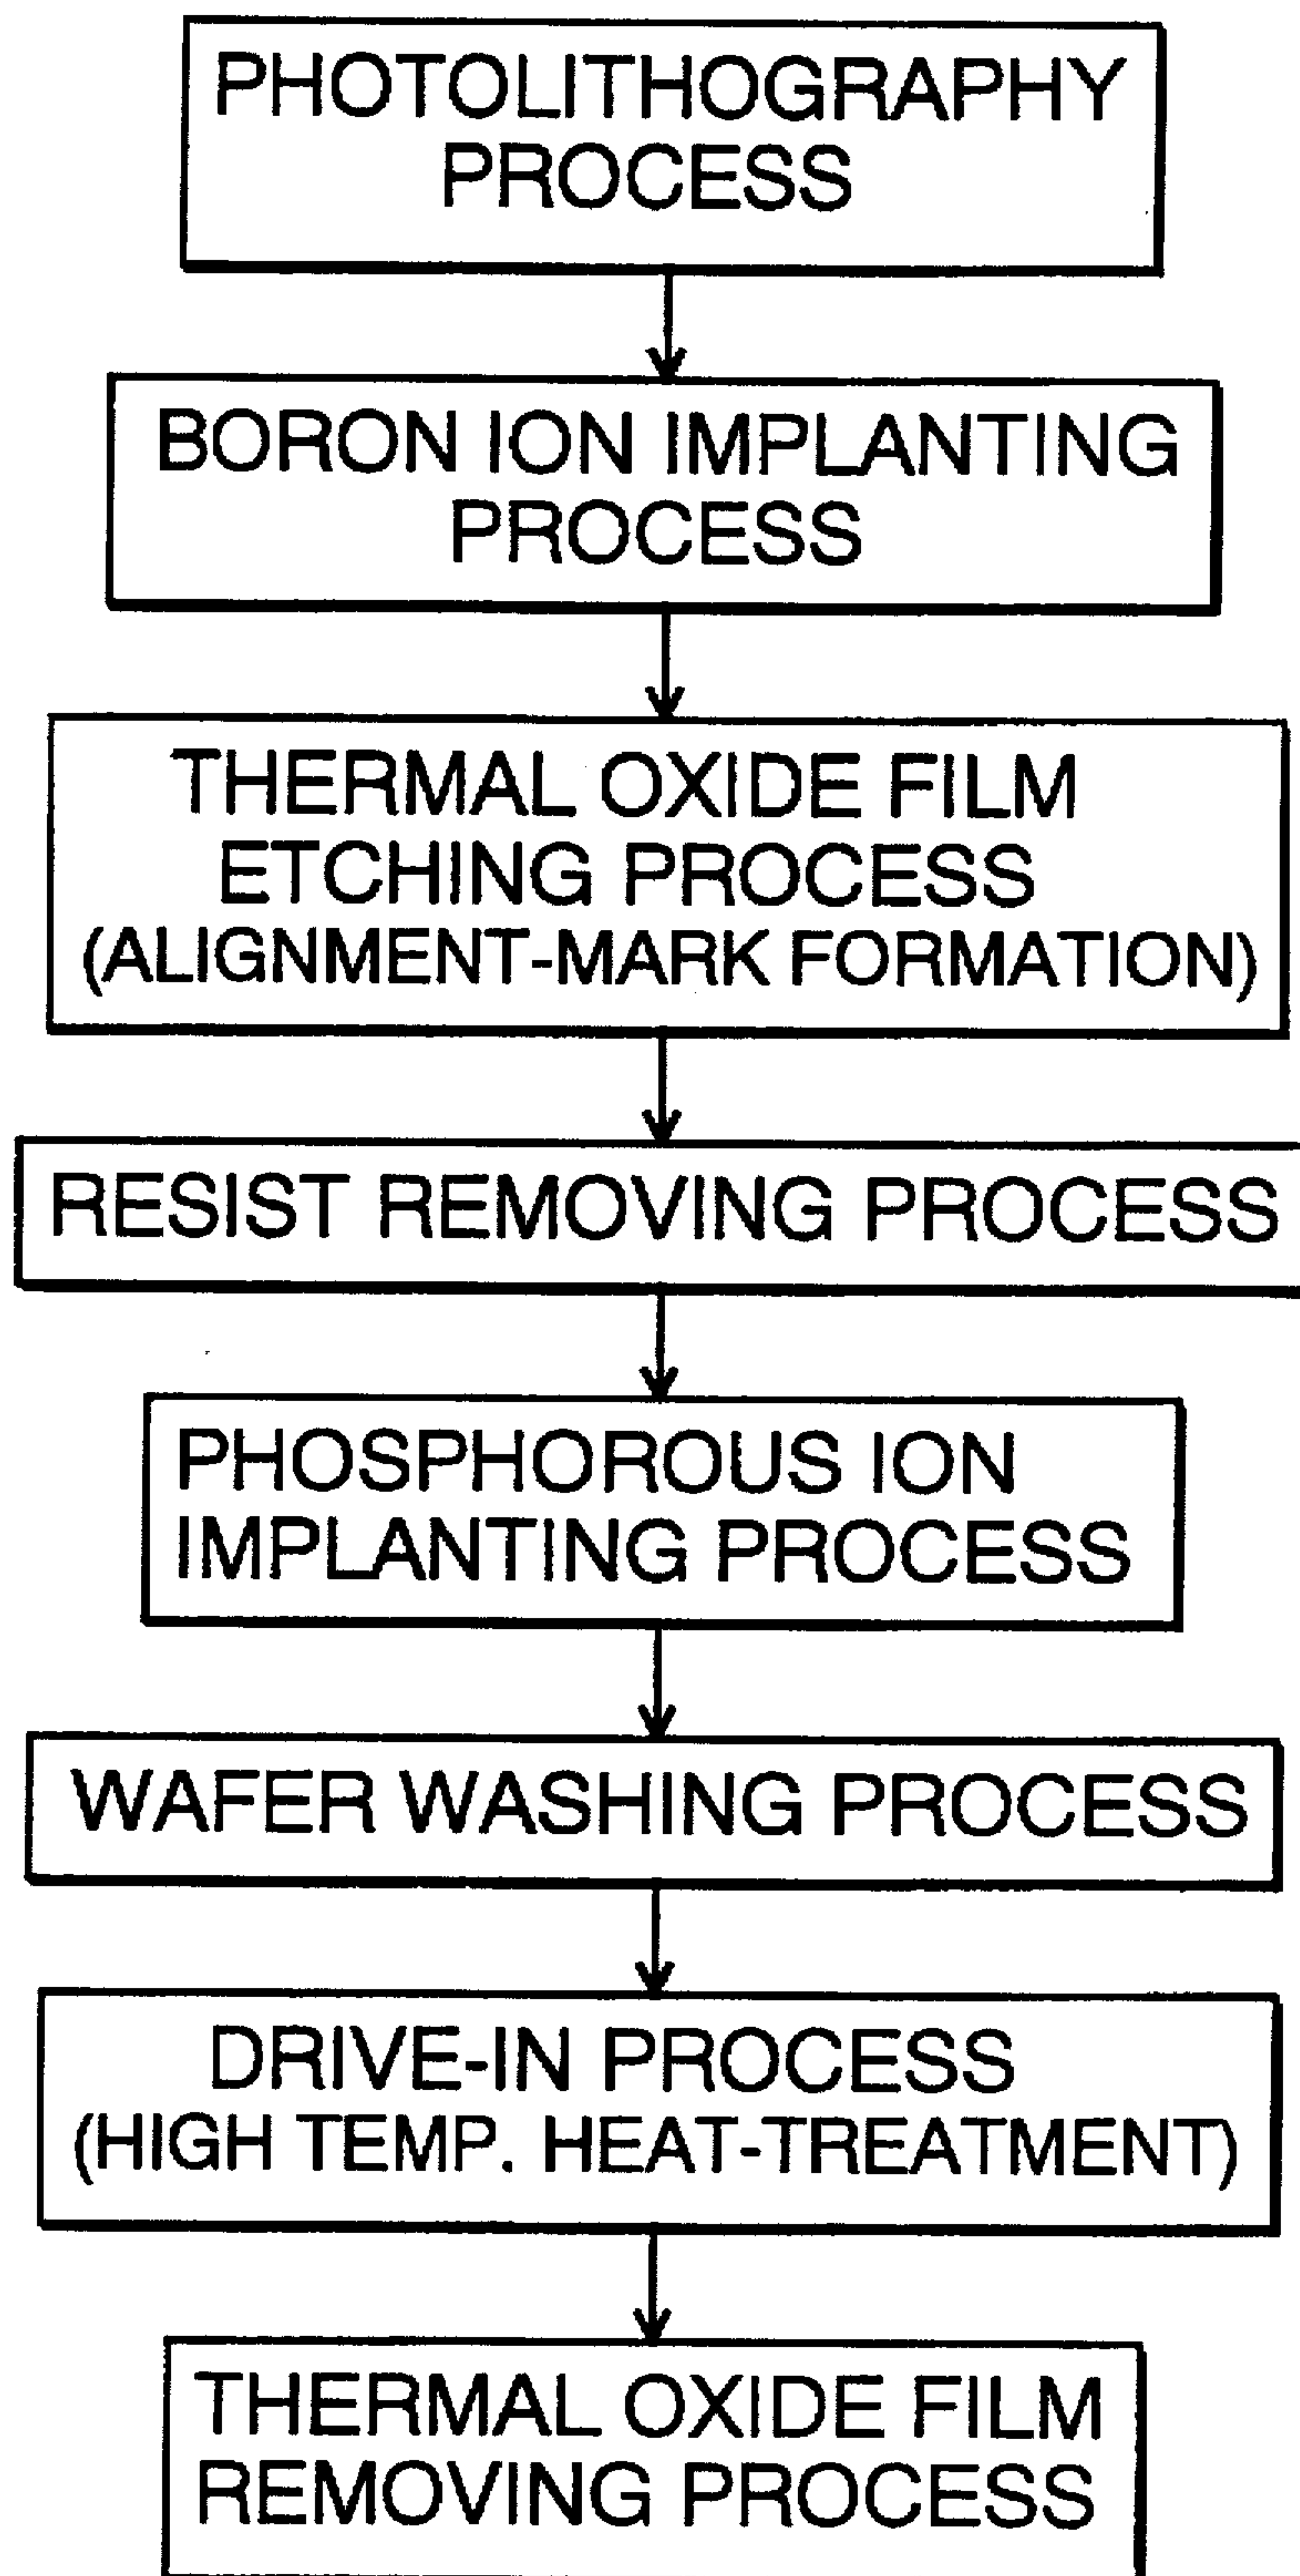 PHOTOLITHOGRAPHY
PROCESS
BORON ION IMPLANTING
PROCESS
THERMAL OXIDE FILM
ETCHING PROCESS
(ALIGNMENT-MARK FORMATION)
RESIST REMOVING PROCESS
PHOSPHOROUS ION
IMPLANTING PROCESS
WAFER WASHING PROCESS
DRIVE-IN PROCESS
(HIGH TEMP. HEAT-TREATMENT)
THERMAL OXIDE FILM
REMOVING PROCESS